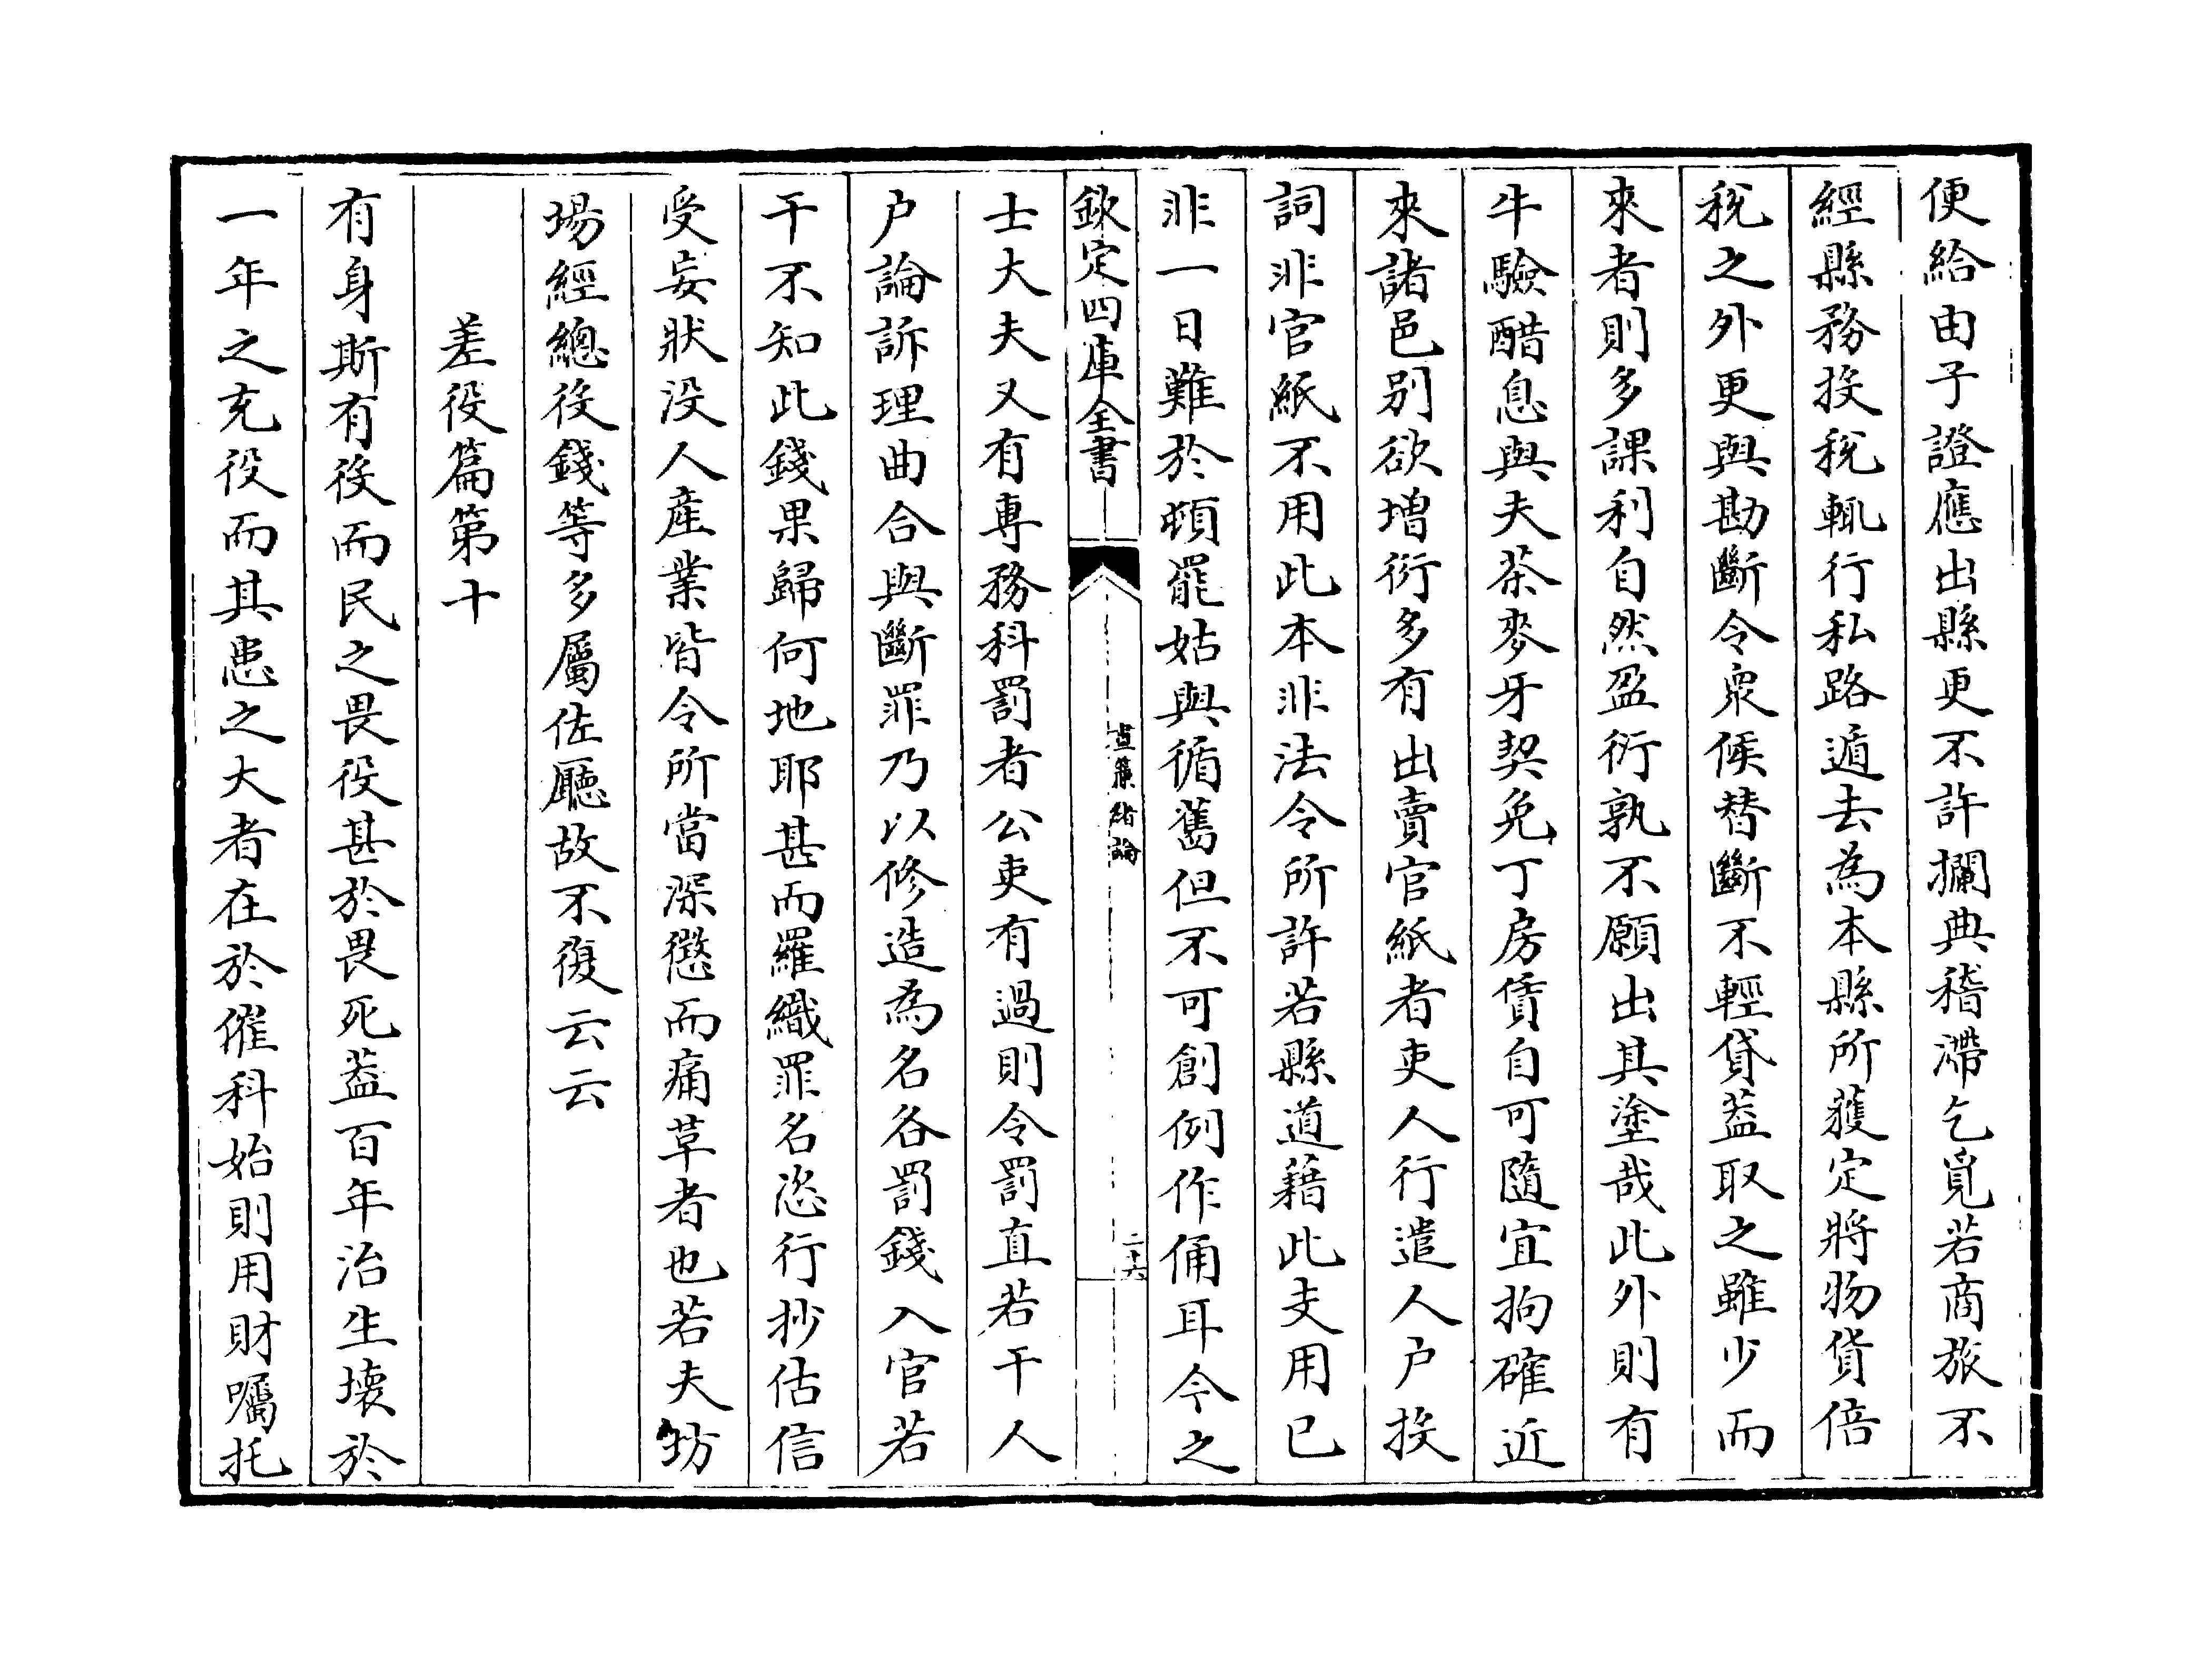 便給由子證應出縣更不許攔典稽滯乞覓若商旅不
經縣務投税輒行私路遁去為本縣所獲定將物貨倍
税之外更與勘斷令衆候替斷不輕貸葢取之雖少而
來者則多課利自然盈衍孰不願出其塗哉此外則有
牛驗醋息與夫茶麥牙契免丁房賃自可隨宜拘確近
來諸邑别欲增衍多有出賣官紙者吏人行遣人户投
詞非官紙不用此本非法令所許若縣道藉此支用已
非一日難於頓罷姑與循舊但不可創例作俑耳今之
欽定四庫全書
晝簾緒論
二十六
士大夫又有專務科罰者公吏有過則令罰直若干人
户論訴理曲合與斷罪乃以修造為名各罰錢入官若
干不知此錢果歸何地耶甚而羅織罪名恣行抄估信
受妄狀没人產業皆令所當深懲而痛草者也若夫坊
場經總役錢等多屬佐廳故不復云云
差役篇第十
有身斯有役而民之畏役甚於畏死葢百年治生壊於
一年之充役而其患之大者在於催科始則用財囑托